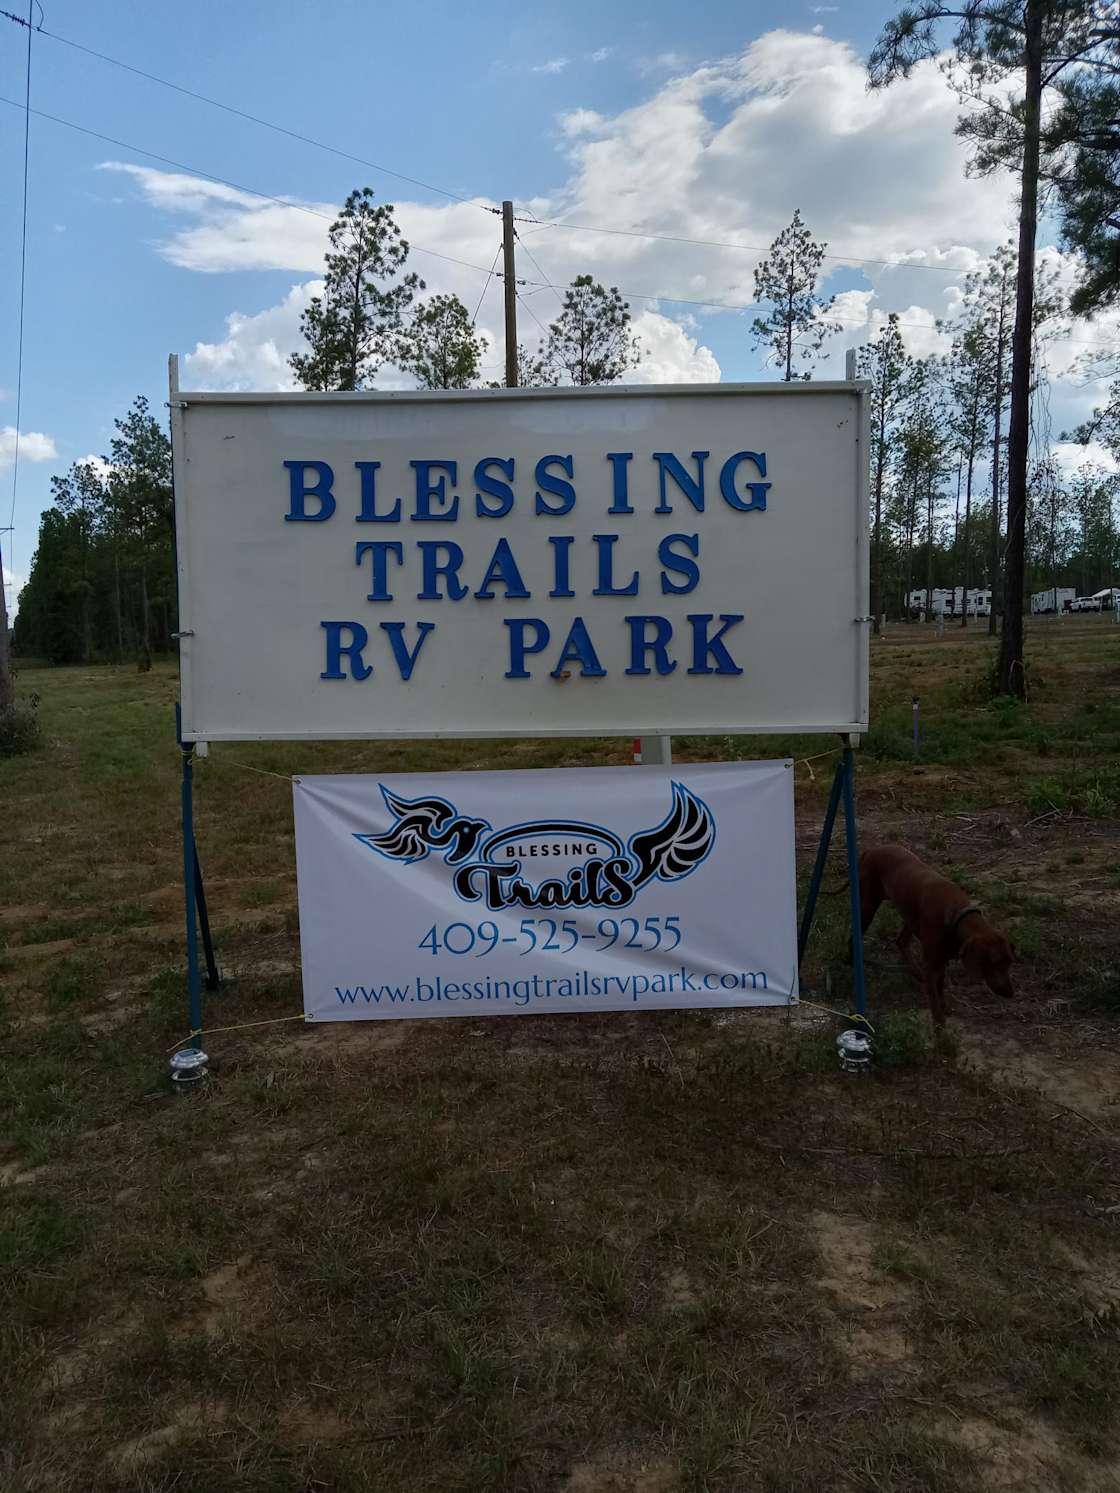 BLESSING
TRAILS
RV PARK
BLESSING
Trails
409-525-9255
www.blessingtrailsrvpark.com